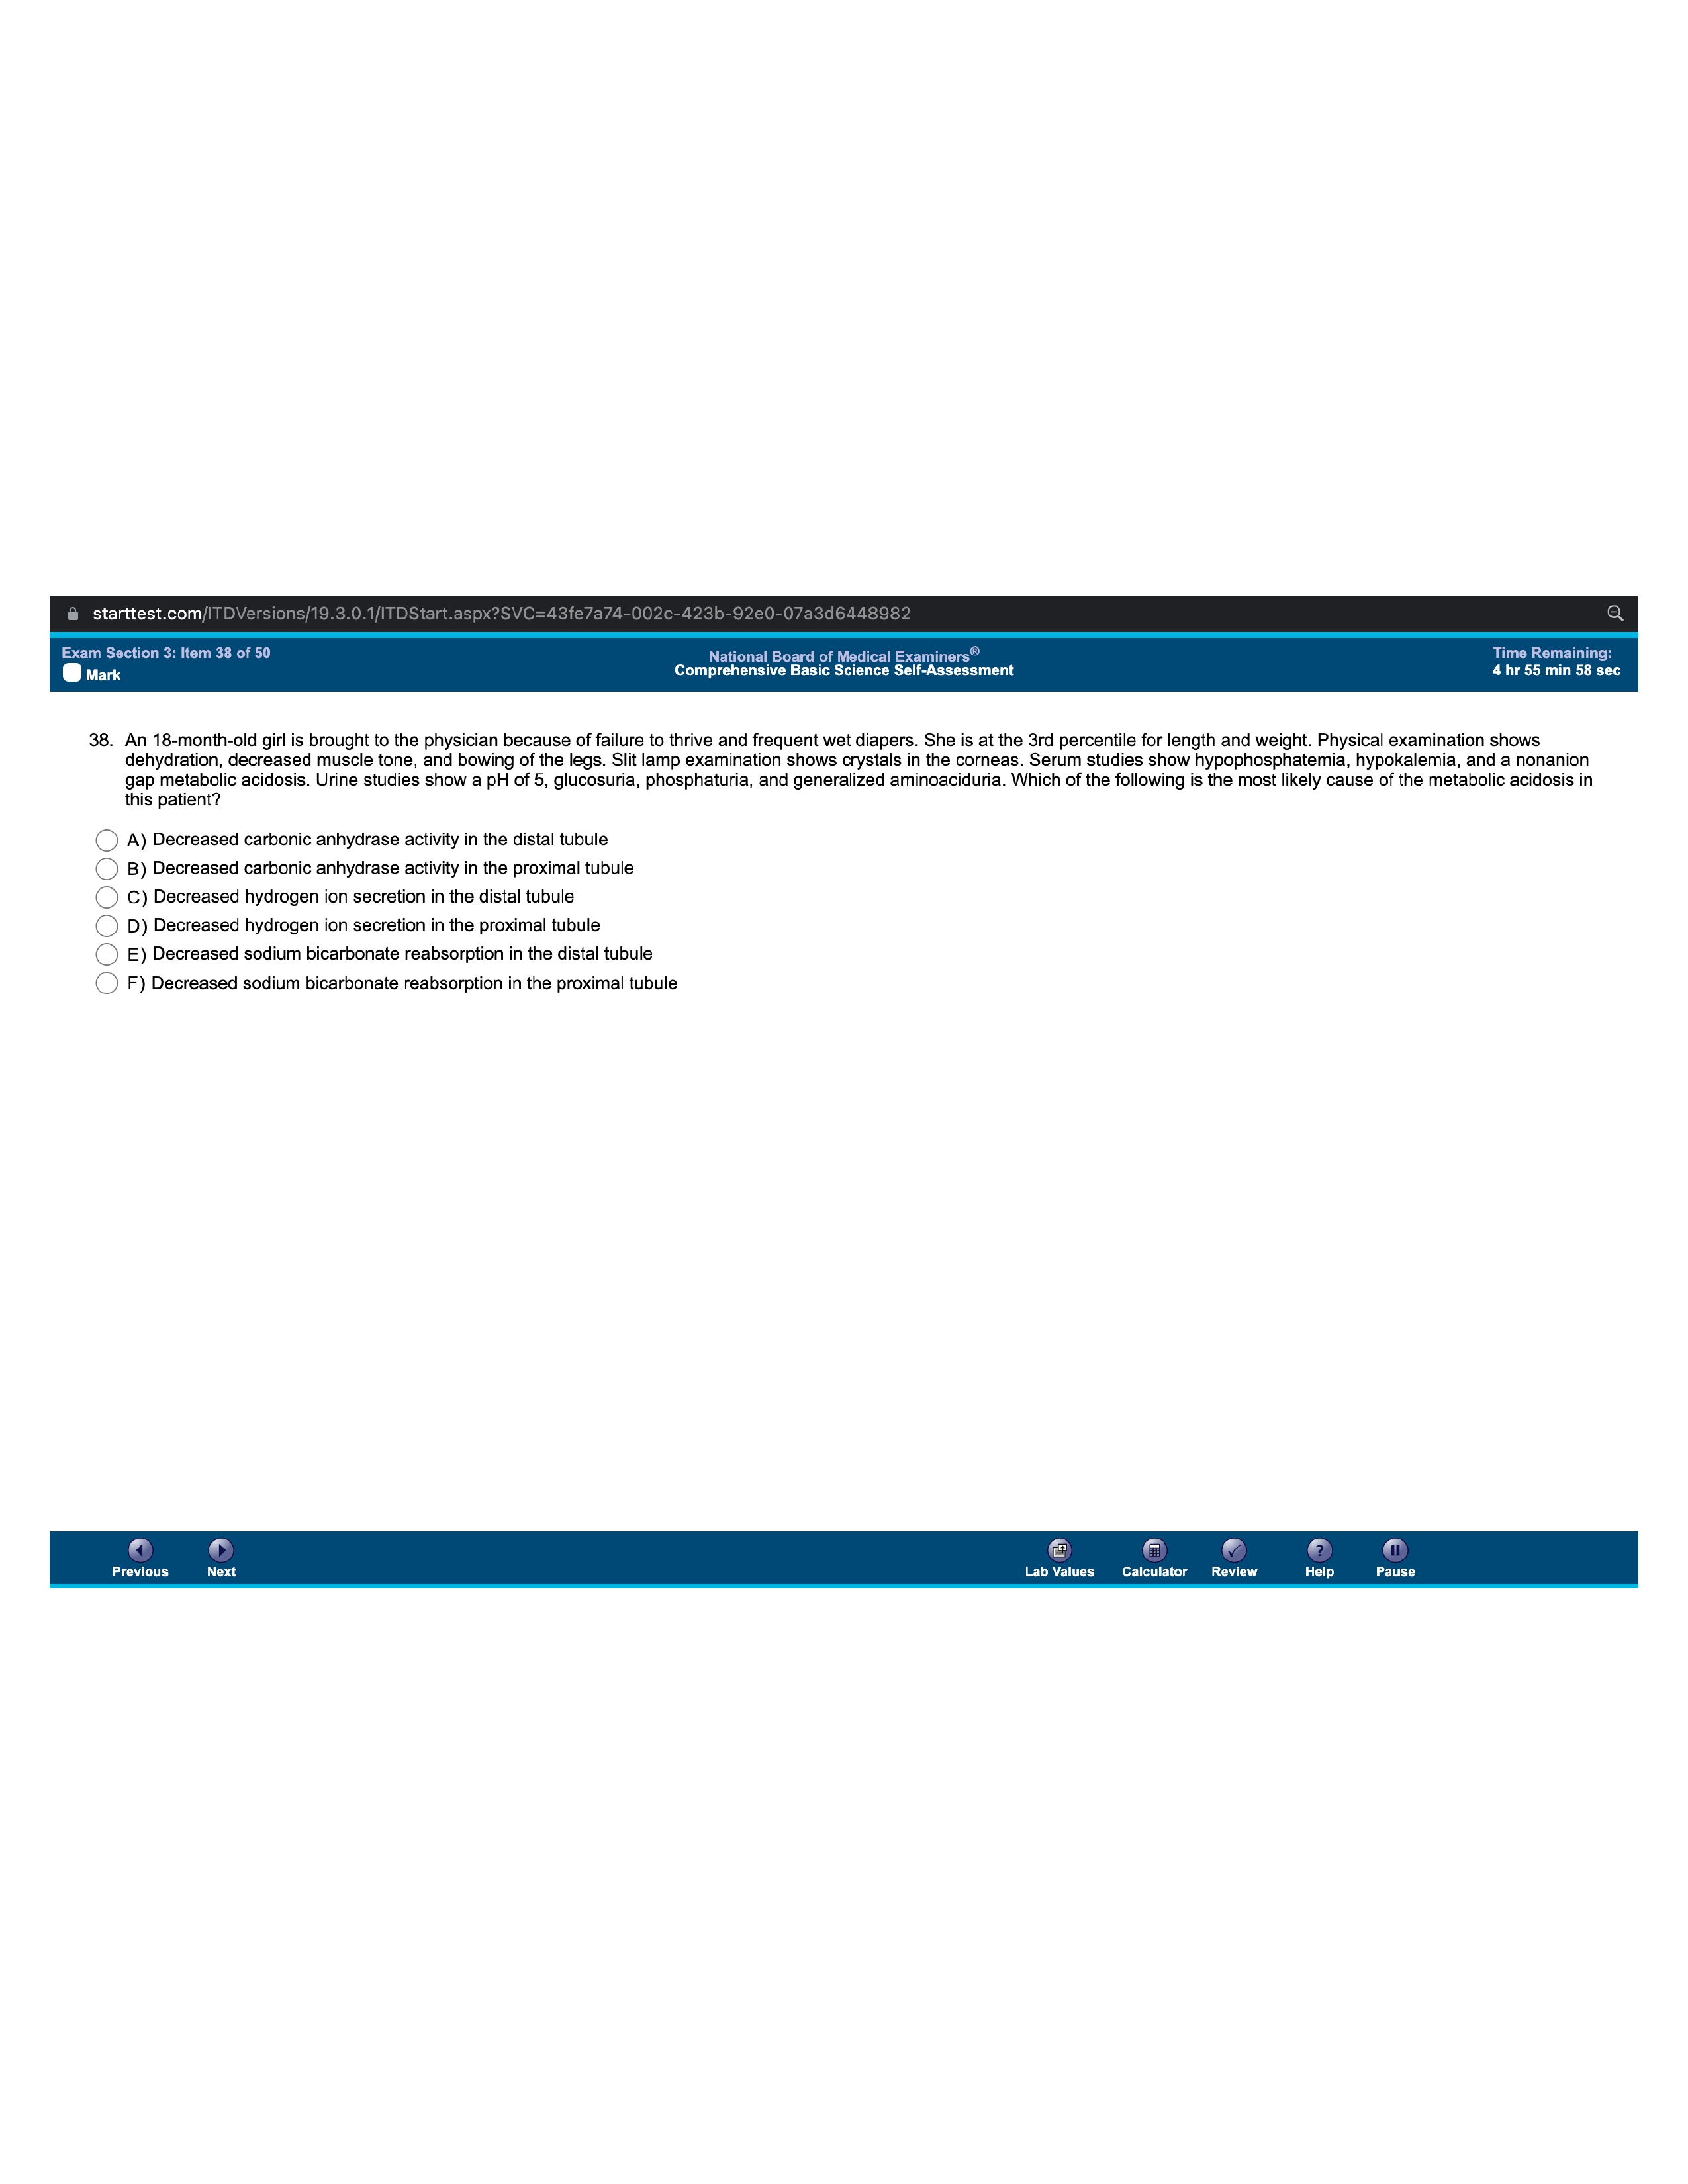 starttest.com/ITDVersions/19.3.0.1/ITDStart.aspx?SVC=43fe7a74-002c-423b-92e0-07a3d6448982
Exam Section 3: Item 38 of 50
Mark
National Board of Medical Examiners®
Comprehensive Basic Science Self-Assessment
Time Remaining:
4 hr 55 min 58 sec
38. An 18-month-old girl is brought to the physician because of failure to thrive and frequent wet diapers. She is at the 3rd percentile for length and weight. Physical examination shows
dehydration, decreased muscle tone, and bowing of the legs. Slit lamp examination shows crystals in the corneas. Serum studies show hypophosphatemia, hypokalemia, and a nonanion
gap metabolic acidosis. Urine studies show a pH of 5, glucosuria, phosphaturia, and generalized aminoaciduria. Which of the following is the most likely cause of the metabolic acidosis in
this patient?
A) Decreased carbonic anhydrase activity in the distal tubule
B) Decreased carbonic anhydrase activity in the proximal tubule
C) Decreased hydrogen ion secretion in the distal tubule
D) Decreased hydrogen ion secretion in the proximal tubule
E) Decreased sodium bicarbonate reabsorption in the distal tubule
F) Decreased sodium bicarbonate reabsorption in the proximal tubule
Previous
Next
Lab Values
Calculator
Review
Help
Pause